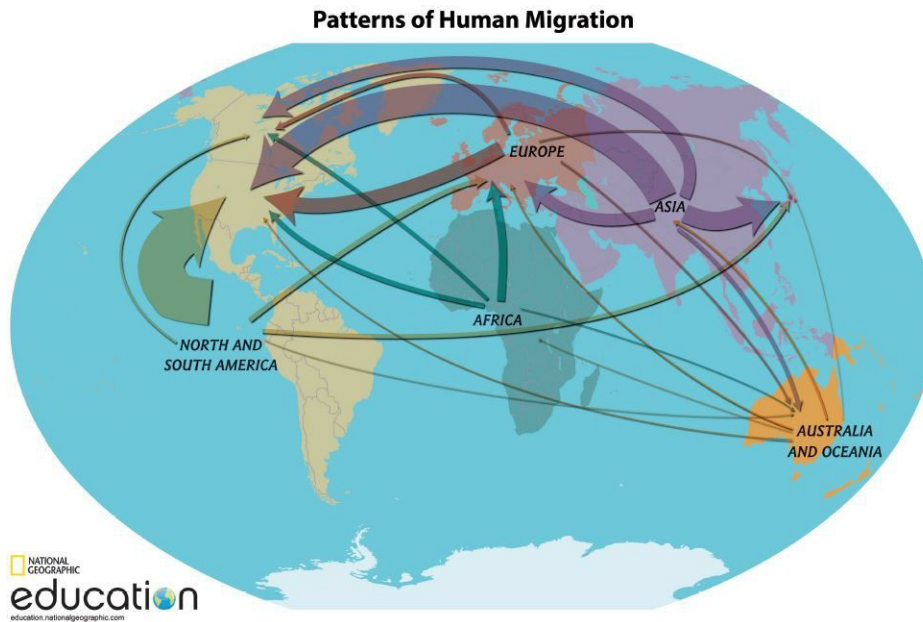 Patterns of Human Migration
EUROPE
ASIA
AFRICA
NORTH AND
SOUTH AMERICA
AUSTRALIA
AND OCEANIA
NATIONAL
GEOGRAPHIC
education
education.nationalgeographic.com